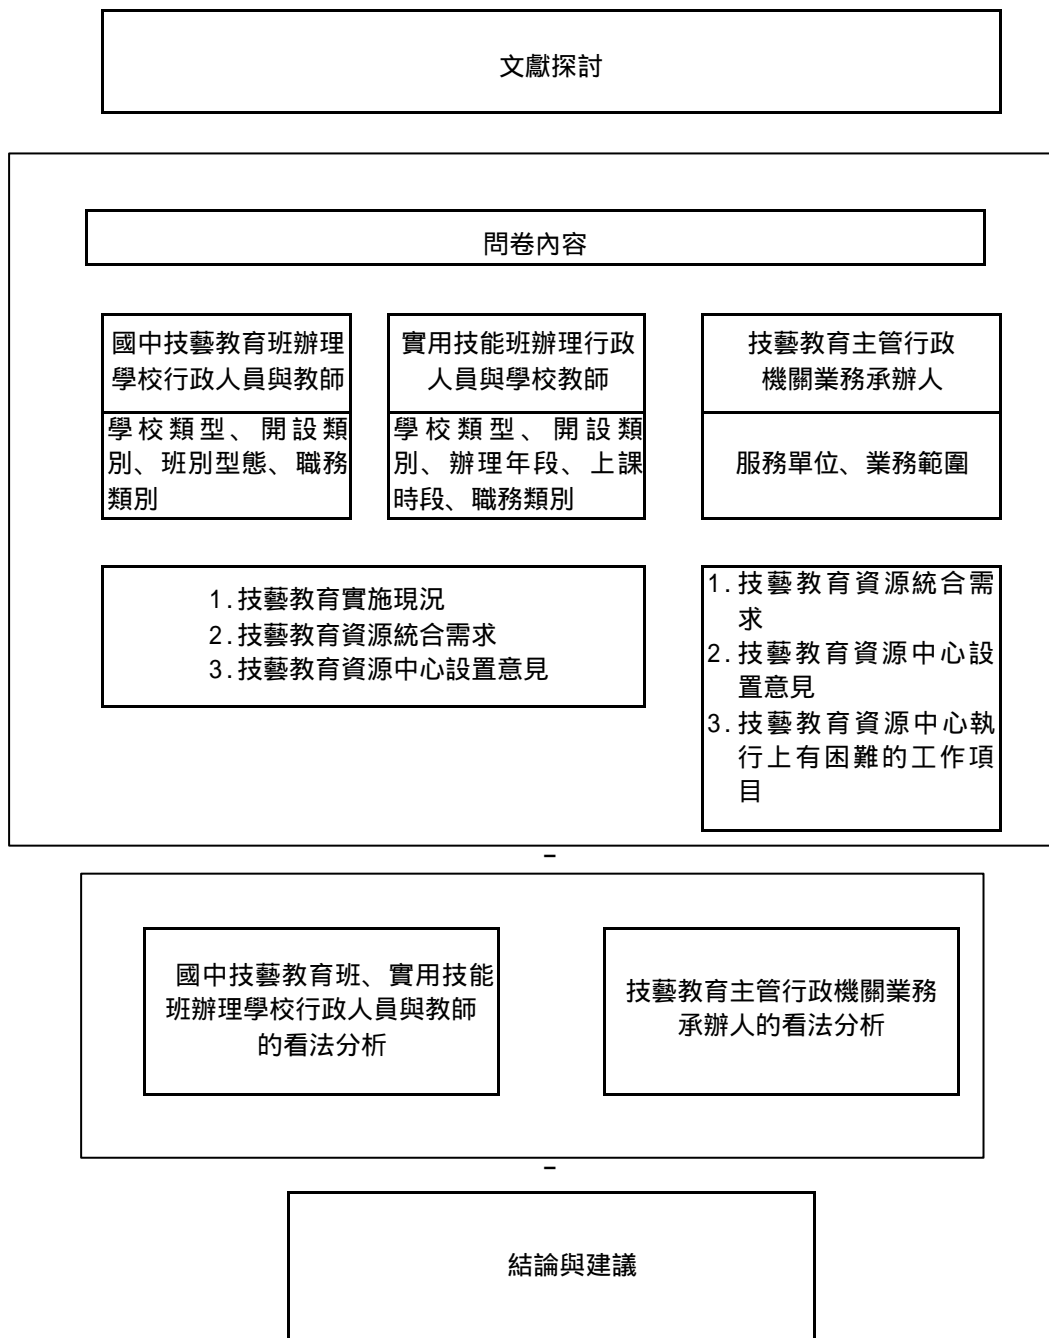 文獻探討
問卷內容
國中技藝教育班辦理
學校行政人員與教師
學校類型、開設類
別、班別型態、職務
類別
實用技能班辦理行政
人員與學校教師
學校類型、開設類
別、辦理年段、上課
時段、職務類別
技藝教育主管行政
機關業務承辦人
服務單位、業務範圍
1.技藝教育實施現況
2.技藝教育資源統合需求
3.技藝教育資源中心設置意見
1.技藝教育資源統合需
求
2.技藝教育資源中心設
置意見
3.技藝教育資源中心執
行上有困難的工作項
目
國中技藝教育班、實用技能
班辦理學校行政人員與教師
的看法分析
技藝教育主管行政機關業務
承辦人的看法分析
結論與建議